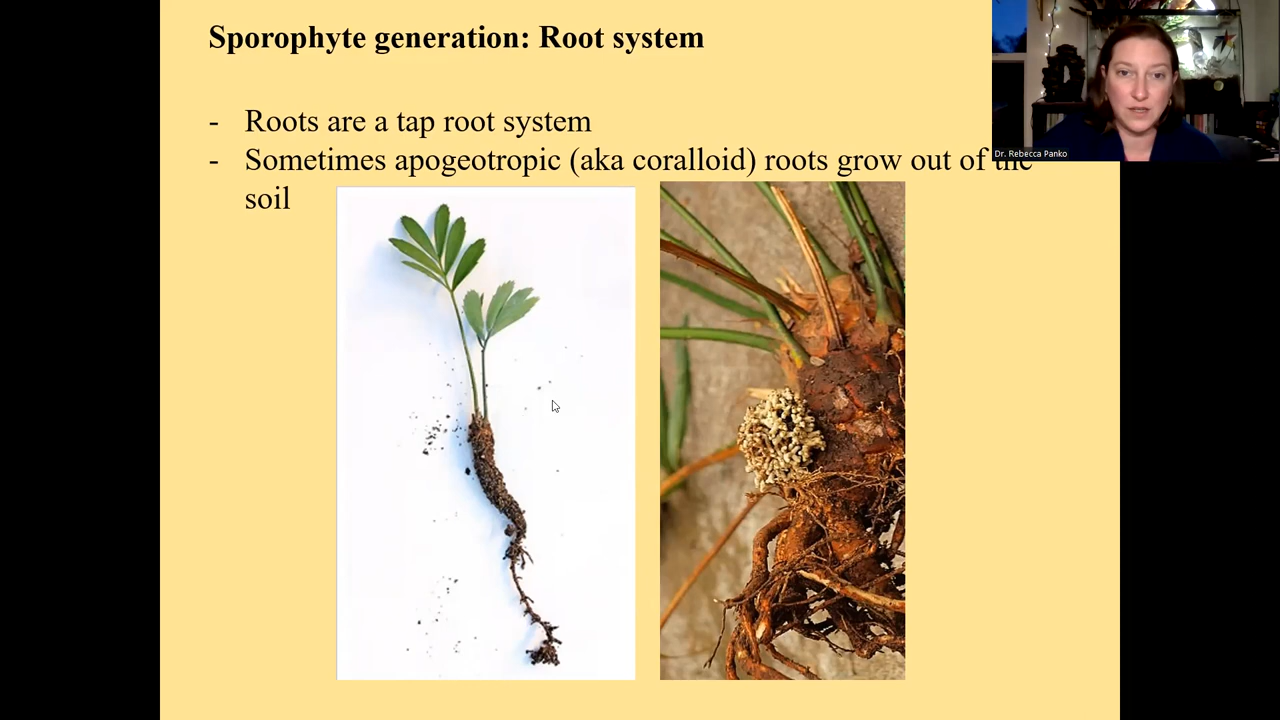 Sporophyte generation: Root system
- Roots are a tap root system
- Sometimes apogeotropic (aka coralloid) roots grow out of the
soil
Dr. Rebecca Panko